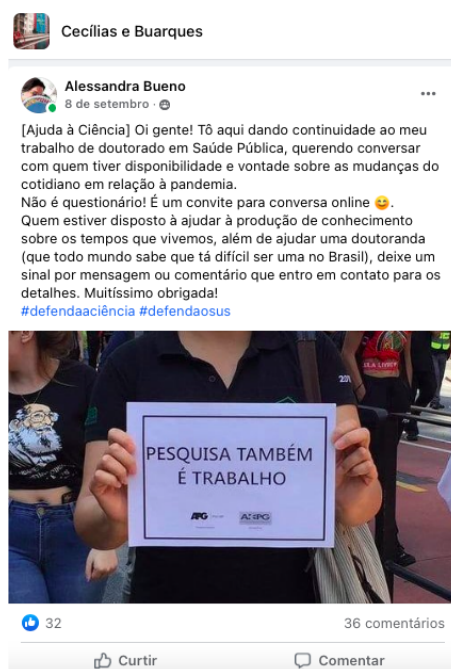 Cecílias e Buarques
Alessandra Bueno
8 de setembro ·
[Ajuda à Ciência] Oi gente! Tô aqui dando continuidade ao meu
trabalho de doutorado em Saúde Pública, querendo conversar
com quem tiver disponibilidade e vontade sobre as mudanças do
cotidiano em relação à pandemia.
Não é questionário! É um convite para conversa online 😊.
Quem estiver disposto à ajudar à produção de conhecimento
sobre os tempos que vivemos, além de ajudar uma doutoranda
(que todo mundo sabe que tá difícil ser uma no Brasil), deixe um
sinal por mensagem ou comentário que entro em contato para os
detalhes. Muitíssimo obrigada!
#defendaaciência #defendaosus
PESQUISA TAMBÉM
É TRABALHO
APG
32
36 comentários
Curtir
Comentar